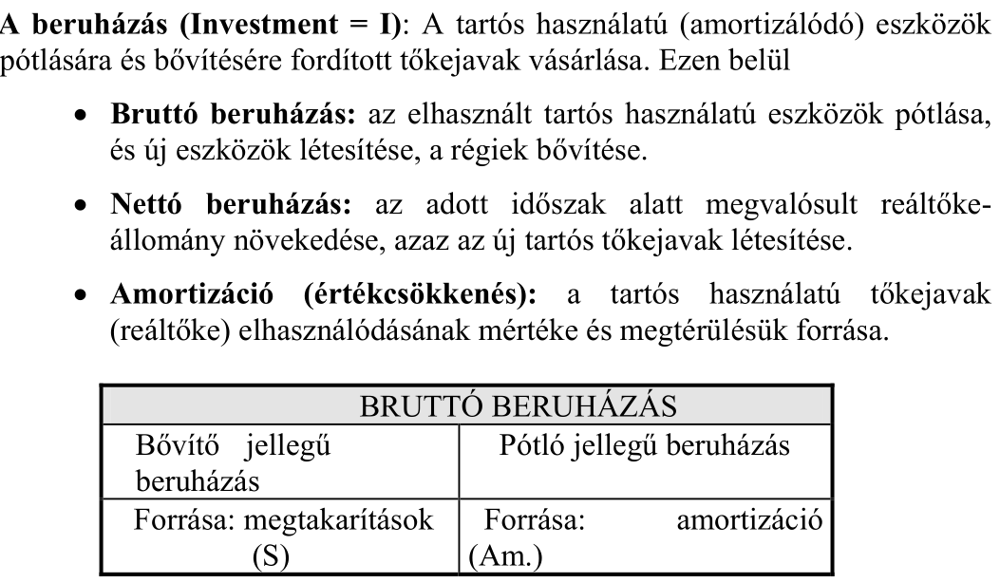 A beruházás (Investment = I): A tartós használatú (amortizálódó) eszközök
pótlására és bővítésére fordított tőkejavak vásárlása. Ezen belül
• Bruttó beruházás: az elhasznált tartós használatú eszközök pótlása,
és új eszközök létesítése, a régiek bővítése.
• Nettó beruházás: az adott időszak alatt megvalósult reáltőke-
állomány növekedése, azaz az új tartós tőkejavak létesítése.
• Amortizáció (értékcsökkenés): a tartós használatú tőkejavak
(reáltőke) elhasználódásának mértéke és megtérülésük forrása.
BRUTTÓ BERUHÁZÁS
Bővítő jellegű
beruházás
Pótló jellegű beruházás
Forrása: megtakarítások
(S)
Forrása: amortizáció
(Am.)